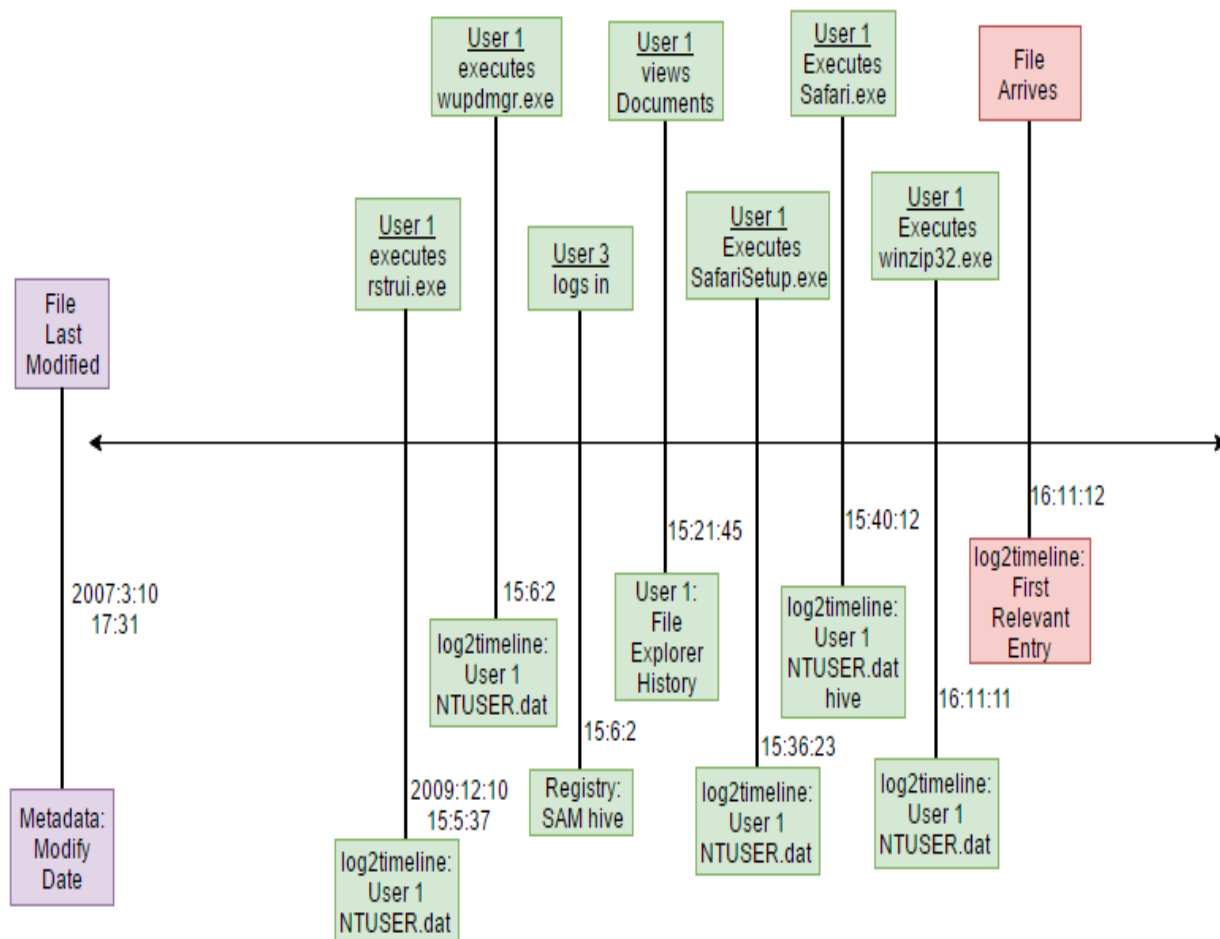 User 1
executes
wupdmgr.exe
User 1
views
Documents
User 1
Executes
Safari.exe
File
Arrives
User 1
executes
rstrui.exe
User 3
logs in
User 1
Executes
SafariSetup.exe
User 1
Executes
winzip32.exe
File
Last
Modified
2007:3:10
17:31
Metadata:
Modify
Date
2009:12:10
15:5:37
log2timeline:
User 1
NTUSER.dat
15:6:2
log2timeline:
User 1
NTUSER.dat
15:6:2
Registry:
SAM hive
15:21:45
User 1:
File
Explorer
History
15:36:23
log2timeline:
User 1
NTUSER.dat
15:40:12
log2timeline:
User 1
NTUSER.dat
hive
16:11:11
log2timeline:
User 1
NTUSER.dat
16:11:12
log2timeline:
First
Relevant
Entry